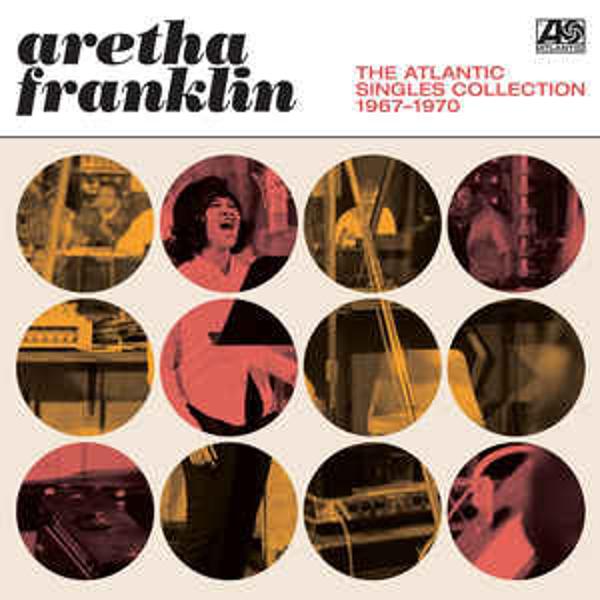 aretha
franklin
THE ATLANTIC
SINGLES COLLECTION
1967–1970
ATLANTIC